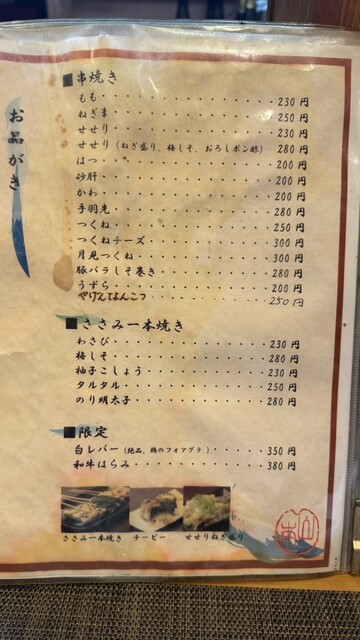 お品がき
■串焼き
もも・・・・・・・・・・・・・・・230円
ねぎま・・・・・・・・・・・・・・250円
せせり・・・・・・・・・・・・・・230円
せせり（ねぎ盛り、梅しそ、おろしポン酢）280円
はつ・・・・・・・・・・・・・・・200円
砂肝・・・・・・・・・・・・・・・200円
かわ・・・・・・・・・・・・・・・200円
手羽先・・・・・・・・・・・・・・280円
つくね・・・・・・・・・・・・・・250円
つくねチーズ・・・・・・・・・・・300円
月見つくね・・・・・・・・・・・・300円
豚バラしそ巻き・・・・・・・・・・280円
うずら・・・・・・・・・・・・・・200円
やげんなんこつ・・・・・・・・・・250円
■ささみ一本焼き
わさび・・・・・・・・・・・・・・230円
梅しそ・・・・・・・・・・・・・・280円
柚子こしょう・・・・・・・・・・・230円
タルタル・・・・・・・・・・・・・250円
のり明太子・・・・・・・・・・・・280円
■限定
白レバー（絶品、鶏のフォアグラ）・・・・・350円
和牛はらみ・・・・・・・・・・・・380円
ささみ一本焼き　チーピー　せせりねぎ盛り